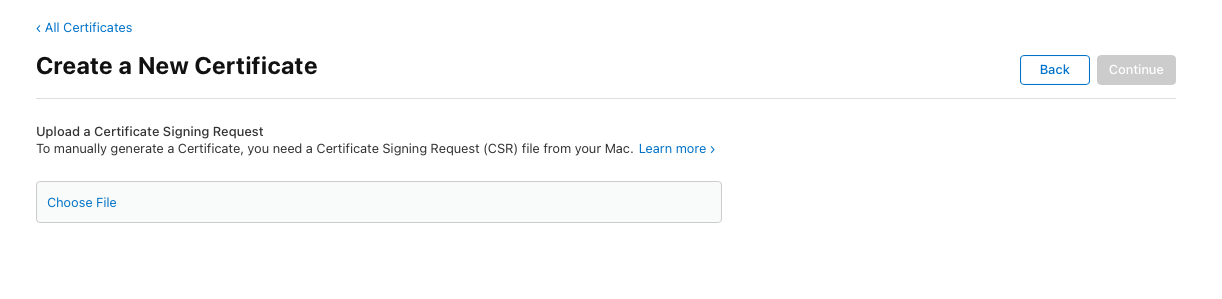 ‹ All Certificates
Create a New Certificate
Back
Continue
Upload a Certificate Signing Request
To manually generate a Certificate, you need a Certificate Signing Request (CSR) file from your Mac. Learn more ›
Choose File